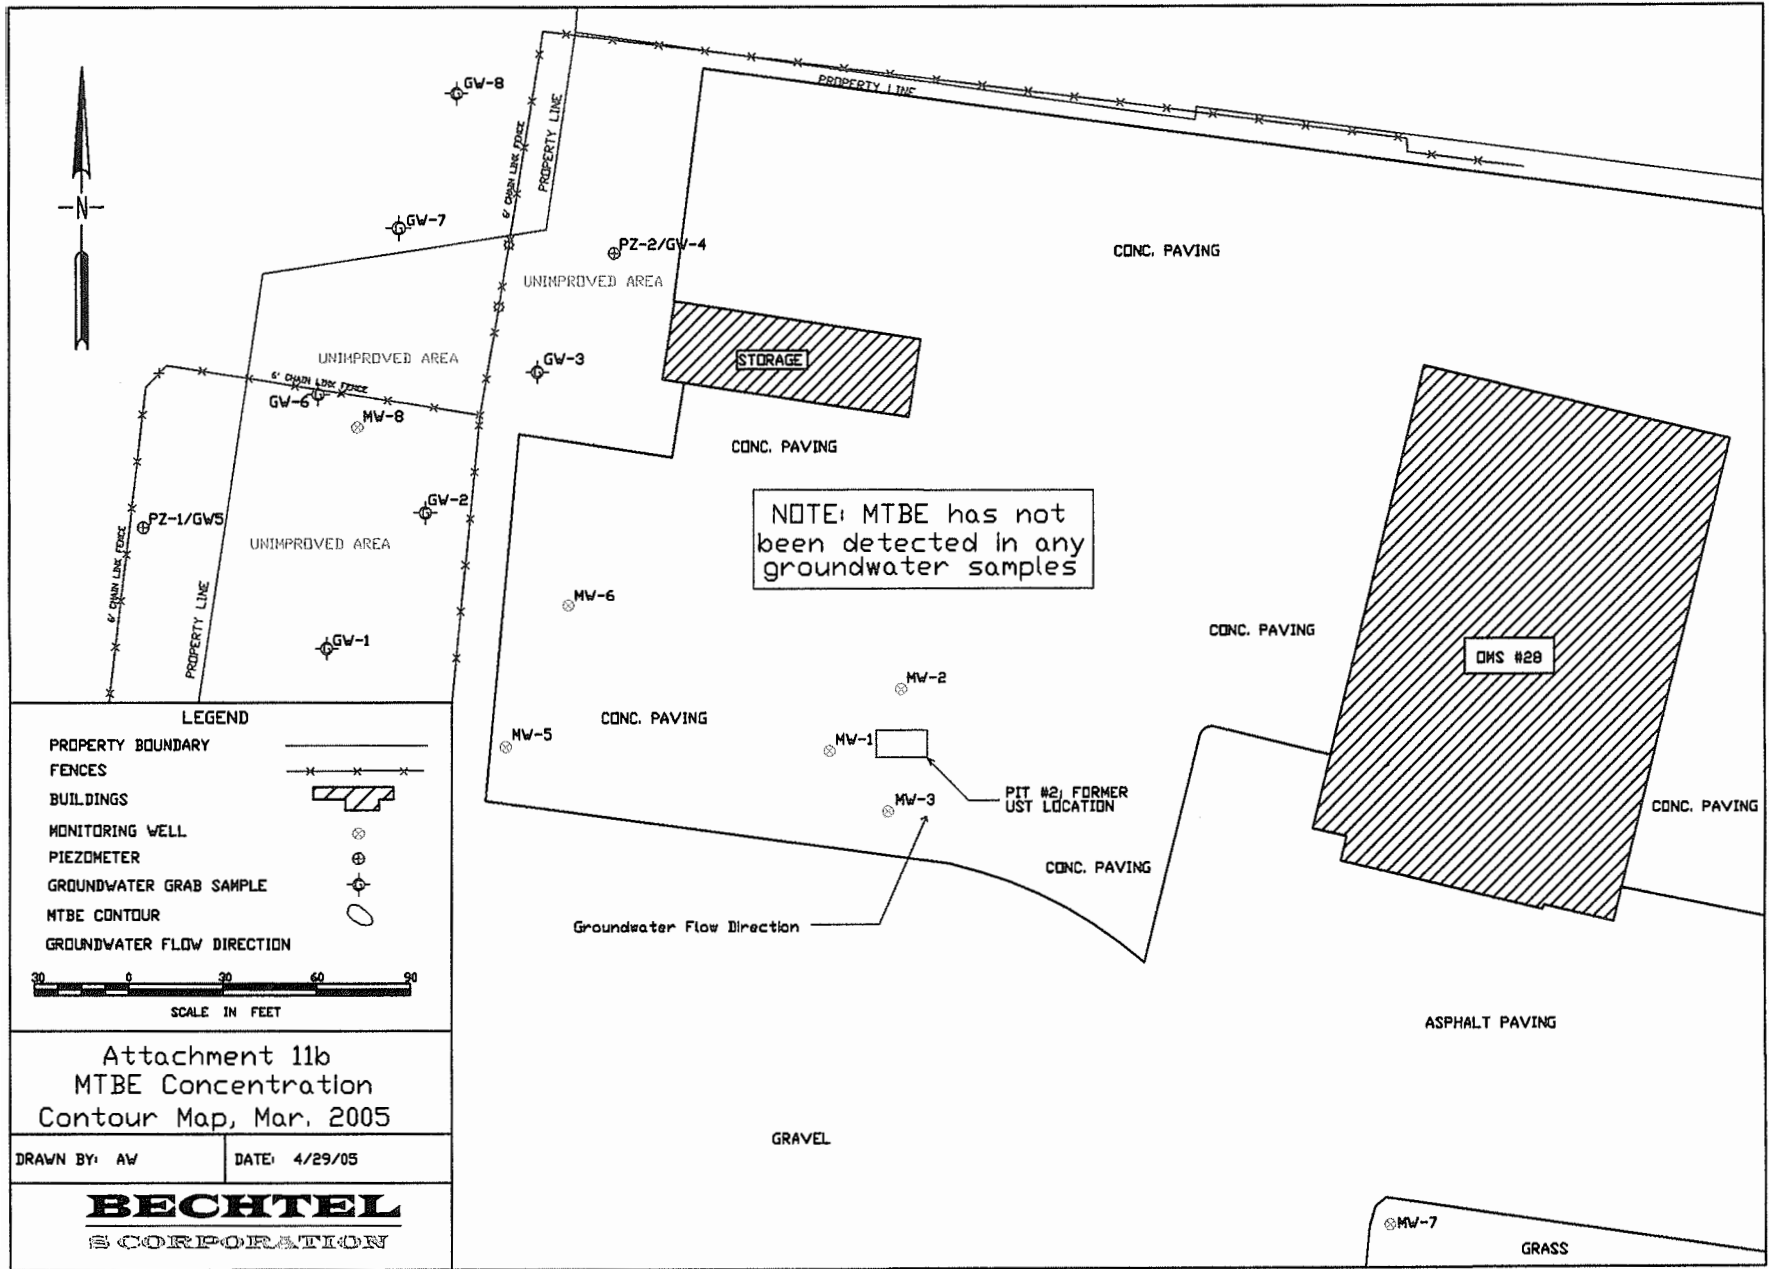 GW-8
PROPERTY LINE
PROPERTY LINE
6' CHAIN LINK FENCE
N
GW-7
PZ-2/GW-4
CONC. PAVING
UNIMPROVED AREA
UNIMPROVED AREA
STORAGE
GW-3
6' CHAIN LINK FENCE
GW-6
MW-8
CONC. PAVING
GW-2
PZ-1/GW5
UNIMPROVED AREA
NOTE: MTBE has not
been detected in any
groundwater samples
6' CHAIN LINK FENCE
PROPERTY LINE
MW-6
CONC. PAVING
GW-1
OMS #28
MW-2
CONC. PAVING
MW-5
MW-1
MW-3
PIT #2; FORMER
UST LOCATION
CONC. PAVING
CONC. PAVING
Groundwater Flow Direction
ASPHALT PAVING
GRAVEL
MW-7
GRASS
LEGEND
PROPERTY BOUNDARY
FENCES
BUILDINGS
MONITORING WELL
PIEZOMETER
GROUNDWATER GRAB SAMPLE
MTBE CONTOUR
GROUNDWATER FLOW DIRECTION
30 0 30 60 90
SCALE IN FEET
Attachment 11b
MTBE Concentration
Contour Map, Mar. 2005
DRAWN BY: AW
DATE: 4/29/05
BECHTEL
S CORPORATION